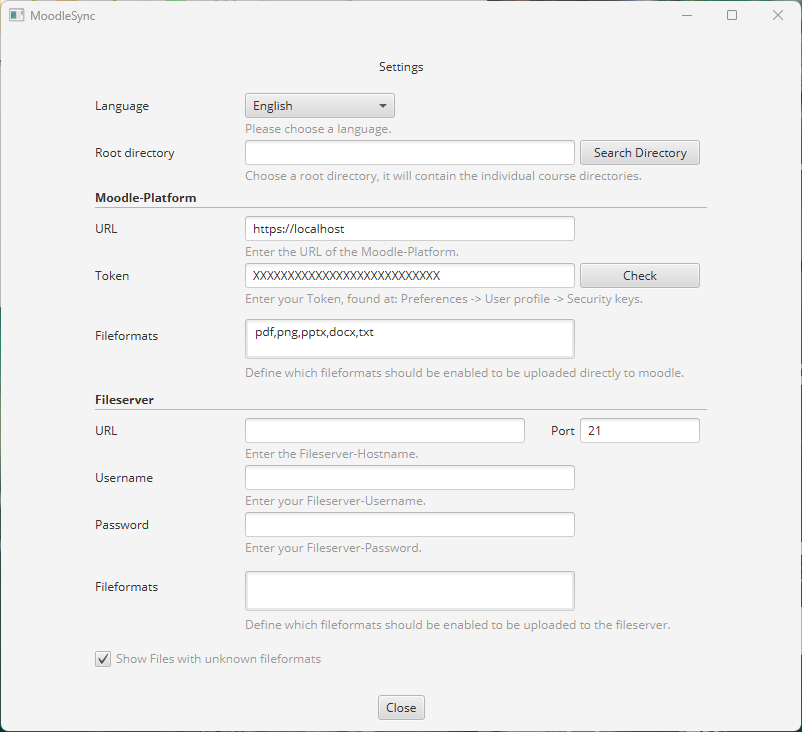 MoodleSync
Settings
Language English
Please choose a language.
Root directory Search Directory
Choose a root directory, it will contain the individual course directories.
Moodle-Platform
URL https://localhost
Enter the URL of the Moodle-Platform.
Token XXXXXXXXXXXXXXXXXXXXXXXXXXX Check
Enter your Token, found at: Preferences -> User profile -> Security keys.
Fileformats pdf,png,pptx,docx,txt
Define which fileformats should be enabled to be uploaded directly to moodle.
Fileserver
URL Port 21
Enter the Fileserver-Hostname.
Username
Enter your Fileserver-Username.
Password
Enter your Fileserver-Password.
Fileformats
Define which fileformats should be enabled to be uploaded to the fileserver.
Show Files with unknown fileformats
Close